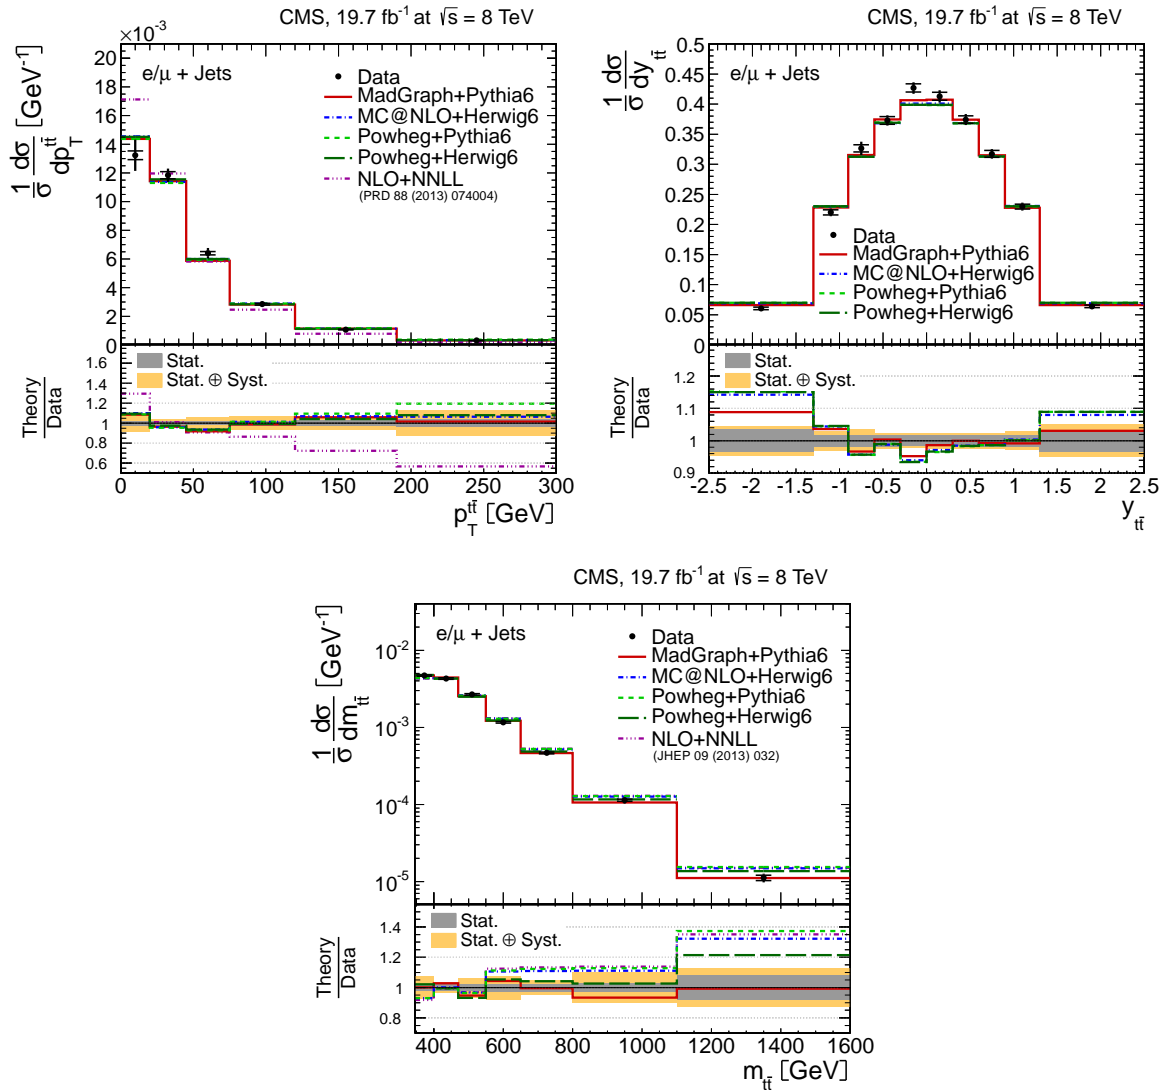 CMS, 19.7 fb⁻¹ at √s = 8 TeV
×10⁻³
e/μ + Jets
Data
MadGraph+Pythia6
MC@NLO+Herwig6
Powheg+Pythia6
Powheg+Herwig6
NLO+NNLL
(PRD 88 (2013) 074004)
1/σ dσ/dp_T^{tt̄} [GeV⁻¹]
20
18
16
14
12
10
8
6
4
2
0
Stat.
Stat. ⊕ Syst.
Theory
Data
1.6
1.4
1.2
1
0.8
0.6
0 50 100 150 200 250 300
p_T^{tt̄} [GeV]
CMS, 19.7 fb⁻¹ at √s = 8 TeV
e/μ + Jets
1/σ dσ/dy_{tt̄}
0.5
0.45
0.4
0.35
0.3
0.25
0.2
0.15
0.1
0.05
0
Data
MadGraph+Pythia6
MC@NLO+Herwig6
Powheg+Pythia6
Powheg+Herwig6
Stat.
Stat. ⊕ Syst.
Theory
Data
1.2
1.1
1
0.9
-2.5 -2 -1.5 -1 -0.5 0 0.5 1 1.5 2 2.5
y_{tt̄}
CMS, 19.7 fb⁻¹ at √s = 8 TeV
e/μ + Jets
Data
MadGraph+Pythia6
MC@NLO+Herwig6
Powheg+Pythia6
Powheg+Herwig6
NLO+NNLL
(JHEP 09 (2013) 032)
1/σ dσ/dm_{tt̄} [GeV⁻¹]
10⁻²
10⁻³
10⁻⁴
10⁻⁵
Stat.
Stat. ⊕ Syst.
Theory
Data
1.4
1.2
1
0.8
400 600 800 1000 1200 1400 1600
m_{tt̄} [GeV]